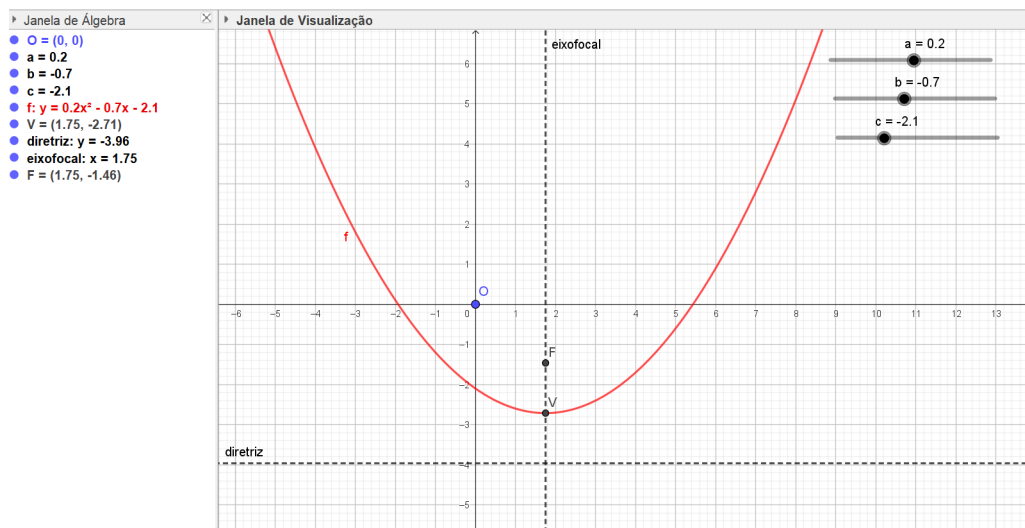 Janela de Álgebra
O = (0, 0)
a = 0.2
b = -0.7
c = -2.1
f: y = 0.2x² - 0.7x - 2.1
V = (1.75, -2.71)
diretriz: y = -3.96
eixofocal: x = 1.75
F = (1.75, -1.46)
Janela de Visualização
eixofocal
a = 0.2
b = -0.7
c = -2.1
6
5
4
3
2
1
f
O
−6 −5 −4 −3 −2 −1 0 1 2 3 4 5 6 7 8 9 10 11 12 13
−1
F
−2
V
−3
diretriz
−4
−5